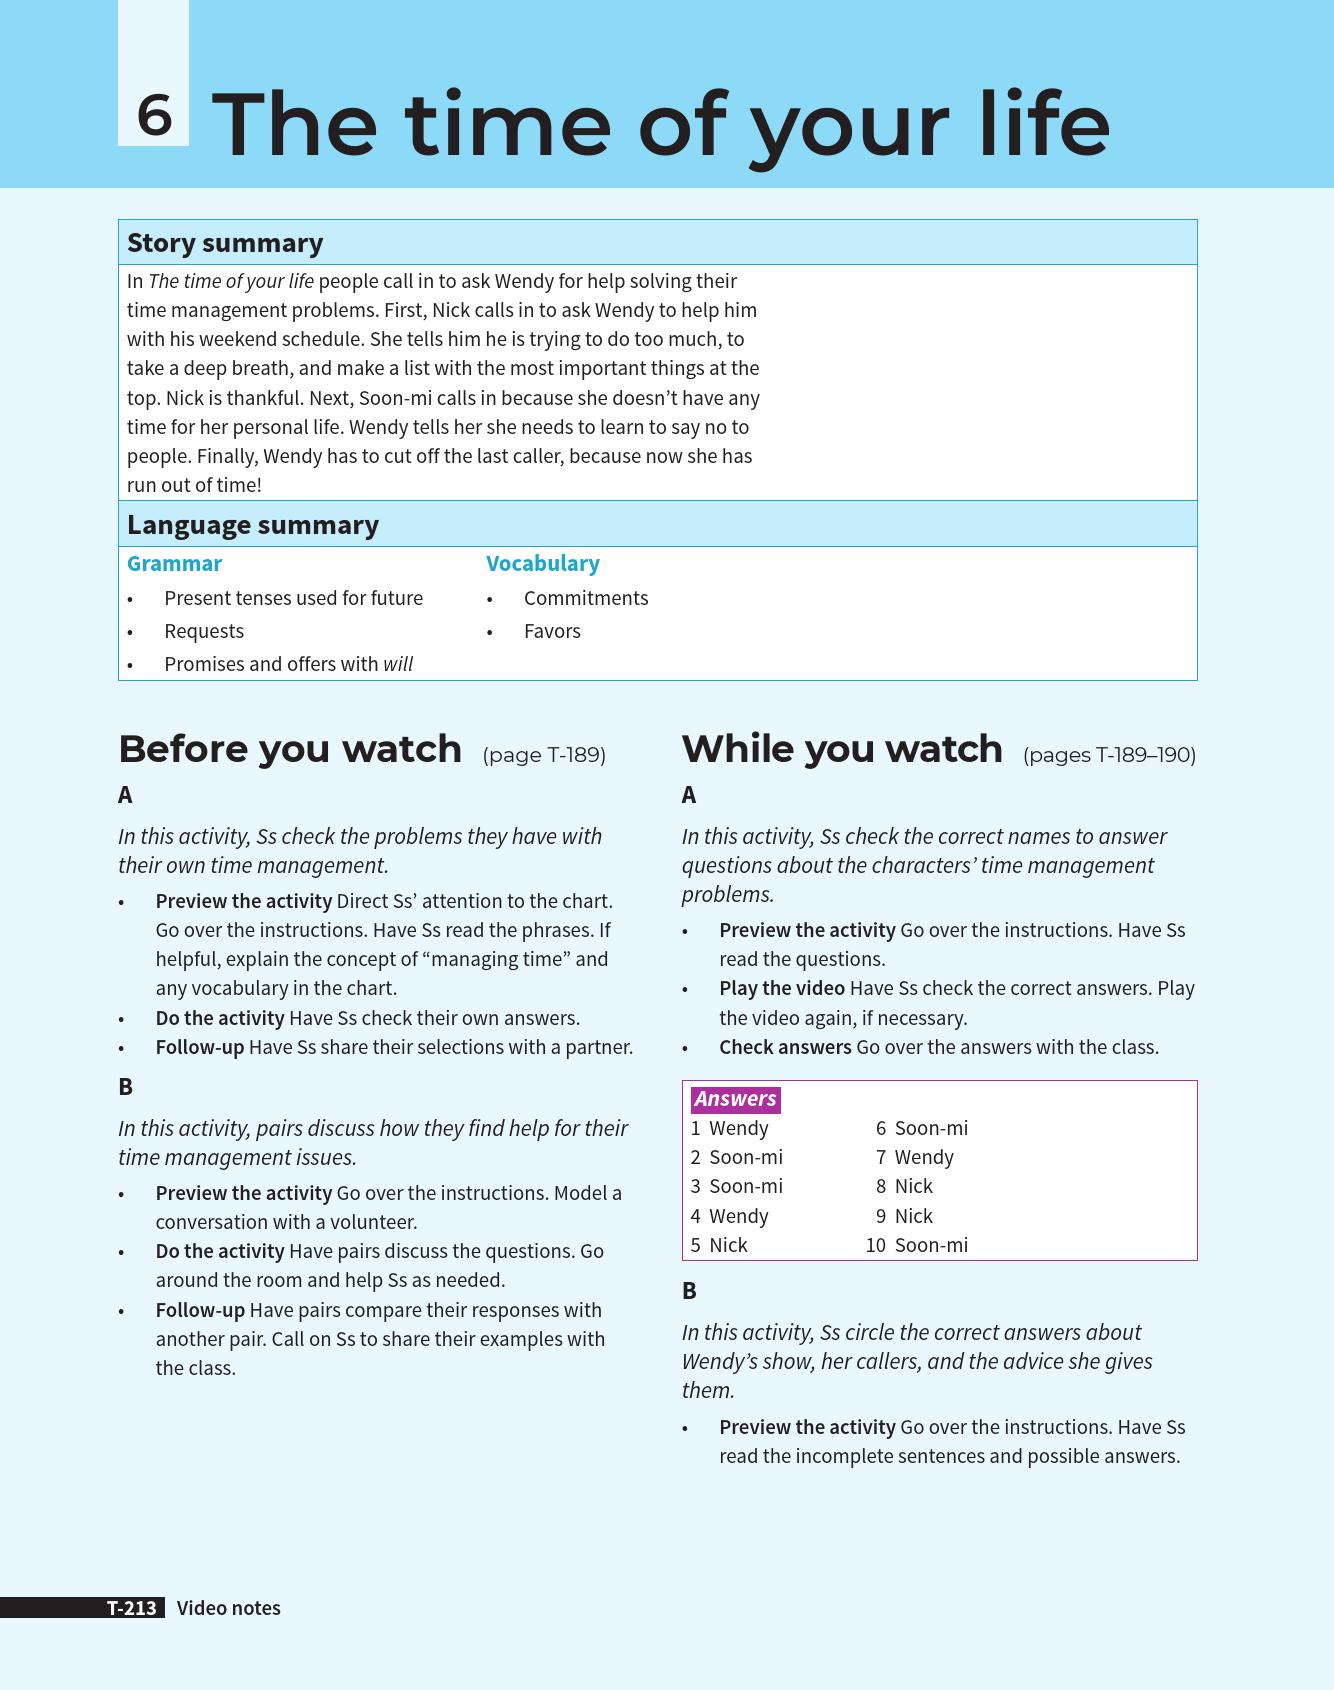 6 The time of your life
Story summary
In The time of your life people call in to ask Wendy for help solving their
time management problems. First, Nick calls in to ask Wendy to help him
with his weekend schedule. She tells him he is trying to do too much, to
take a deep breath, and make a list with the most important things at the
top. Nick is thankful. Next, Soon-mi calls in because she doesn’t have any
time for her personal life. Wendy tells her she needs to learn to say no to
people. Finally, Wendy has to cut off the last caller, because now she has
run out of time!
Language summary
Grammar
• Present tenses used for future
• Requests
• Promises and offers with will
Vocabulary
• Commitments
• Favors
Before you watch (page T-189)
A
In this activity, Ss check the problems they have with
their own time management.
• Preview the activity Direct Ss’ attention to the chart.
Go over the instructions. Have Ss read the phrases. If
helpful, explain the concept of “managing time” and
any vocabulary in the chart.
• Do the activity Have Ss check their own answers.
• Follow-up Have Ss share their selections with a partner.
B
In this activity, pairs discuss how they find help for their
time management issues.
• Preview the activity Go over the instructions. Model a
conversation with a volunteer.
• Do the activity Have pairs discuss the questions. Go
around the room and help Ss as needed.
• Follow-up Have pairs compare their responses with
another pair. Call on Ss to share their examples with
the class.
While you watch (pages T-189–190)
A
In this activity, Ss check the correct names to answer
questions about the characters’ time management
problems.
• Preview the activity Go over the instructions. Have Ss
read the questions.
• Play the video Have Ss check the correct answers. Play
the video again, if necessary.
• Check answers Go over the answers with the class.
Answers
1 Wendy
2 Soon-mi
3 Soon-mi
4 Wendy
5 Nick
6 Soon-mi
7 Wendy
8 Nick
9 Nick
10 Soon-mi
B
In this activity, Ss circle the correct answers about
Wendy’s show, her callers, and the advice she gives
them.
• Preview the activity Go over the instructions. Have Ss
read the incomplete sentences and possible answers.
T-213 Video notes